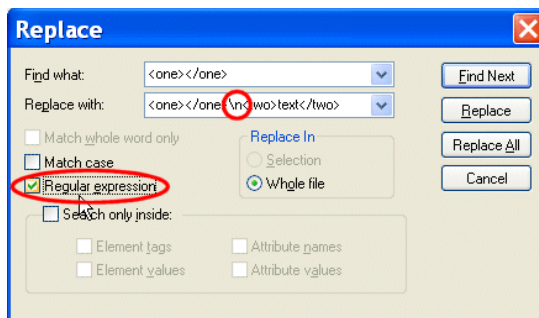 Replace
Find what: <one></one> Find Next
Replace with: <one></one>\n<two>text</two> Replace
Match whole word only Replace In Replace All
Match case Selection
Regular expression Whole file Cancel
Search only inside:
Element tags Attribute names
Element values Attribute values